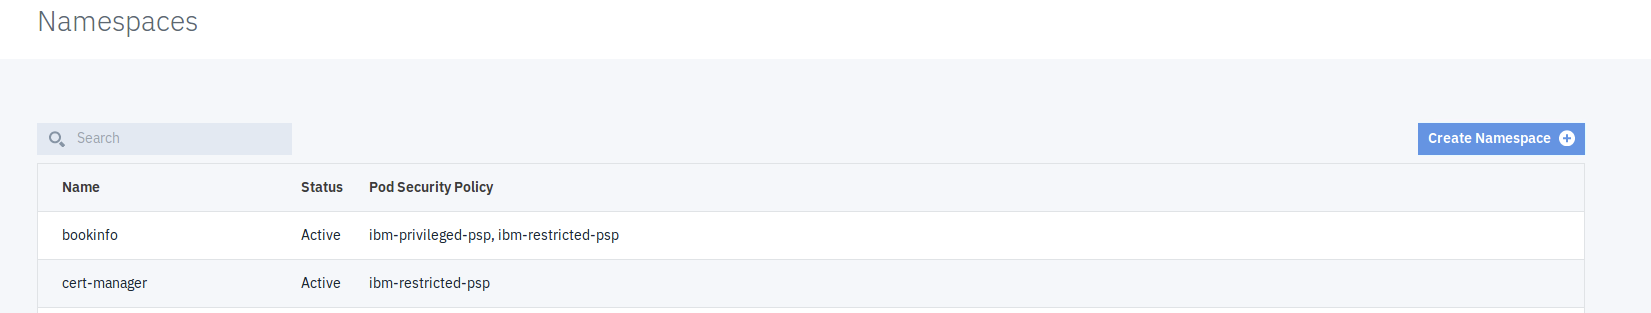 Namespaces
Search
Create Namespace
Name Status Pod Security Policy
bookinfo Active ibm-privileged-psp, ibm-restricted-psp
cert-manager Active ibm-restricted-psp